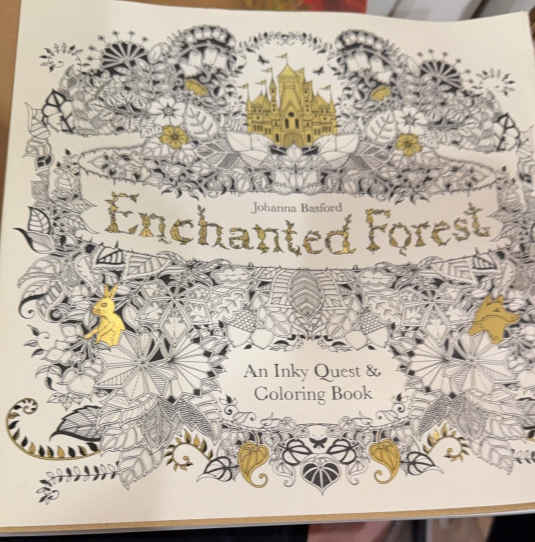 Johanna Basford
Enchanted Forest
An Inky Quest &
Coloring Book